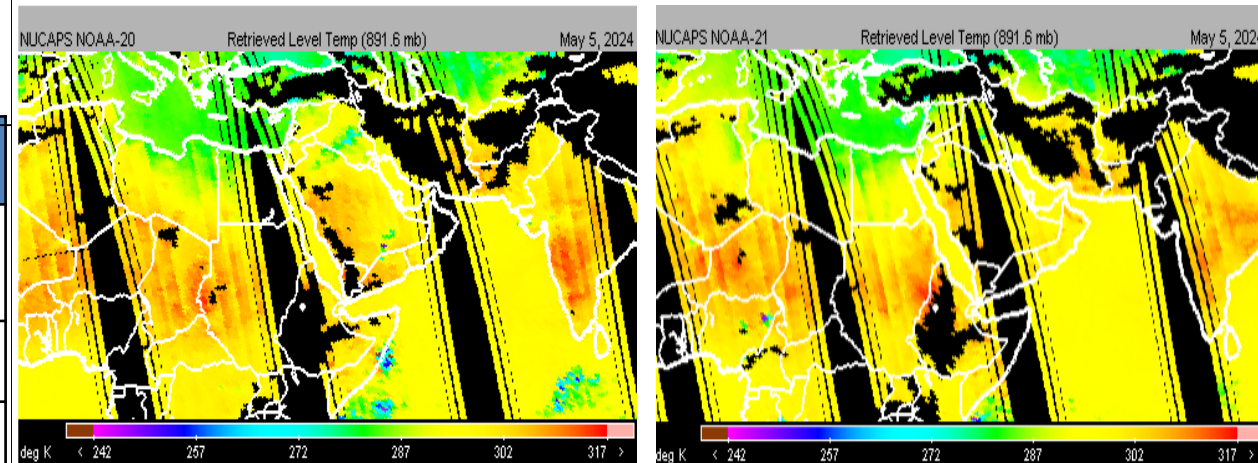 NUCAPS NOAA-20 Retrieved Level Temp (891.6 mb) May 5, 2024
deg K < 242 257 272 287 302 317 >
NUCAPS NOAA-21 Retrieved Level Temp (891.6 mb) May 5, 2024
deg K < 242 257 272 287 302 317 >